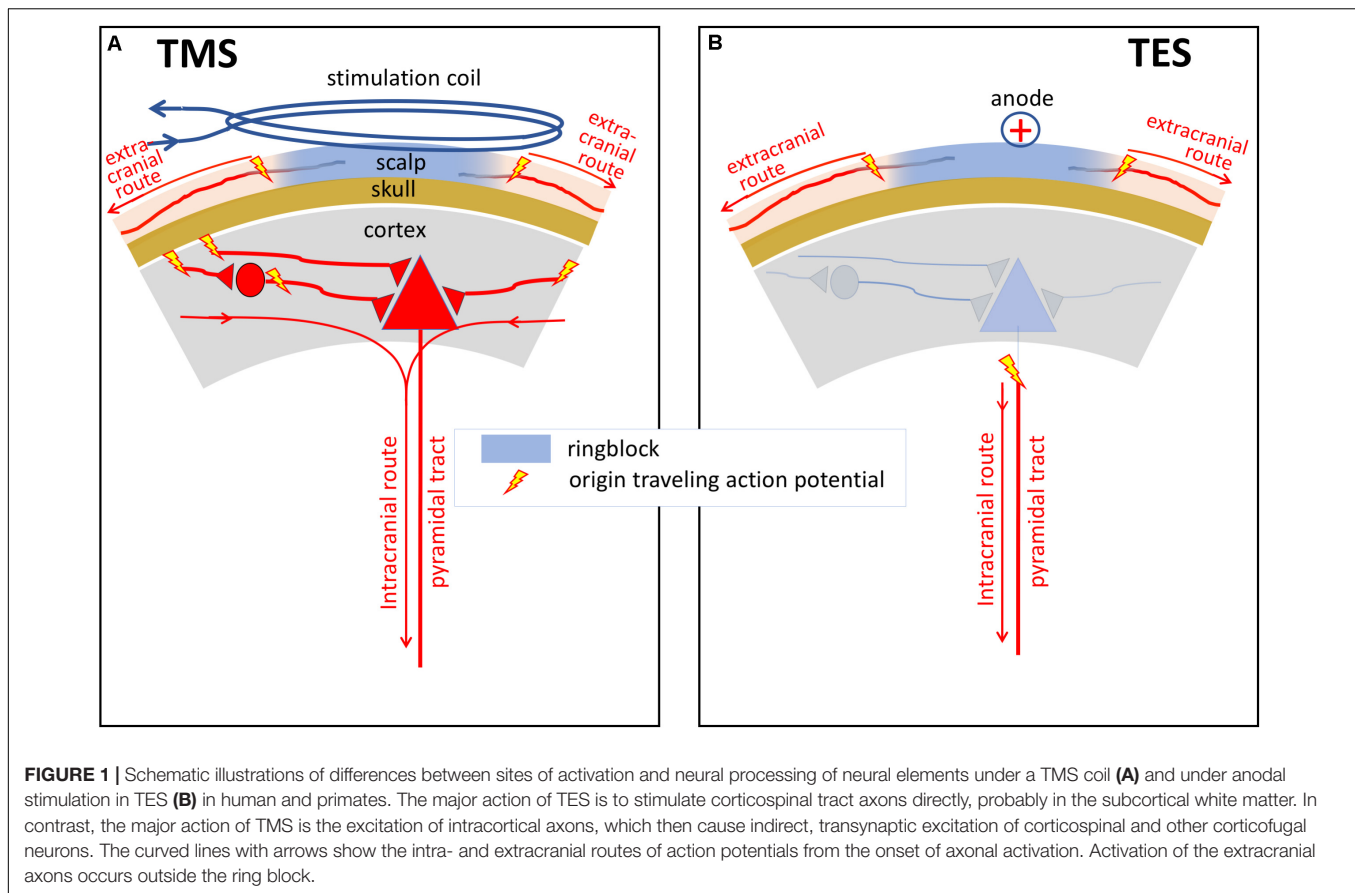 A
TMS
stimulation coil
extra-
cranial
route
extra-
cranial
route
scalp
skull
cortex
Intracranial route
pyramidal tract
B
TES
anode
+
extracranial
route
extracranial
route
Intracranial route
pyramidal tract
ringblock
origin traveling action potential
FIGURE 1 | Schematic illustrations of differences between sites of activation and neural processing of neural elements under a TMS coil (A) and under anodal
stimulation in TES (B) in human and primates. The major action of TES is to stimulate corticospinal tract axons directly, probably in the subcortical white matter. In
contrast, the major action of TMS is the excitation of intracortical axons, which then cause indirect, transynaptic excitation of corticospinal and other corticofugal
neurons. The curved lines with arrows show the intra- and extracranial routes of action potentials from the onset of axonal activation. Activation of the extracranial
axons occurs outside the ring block.